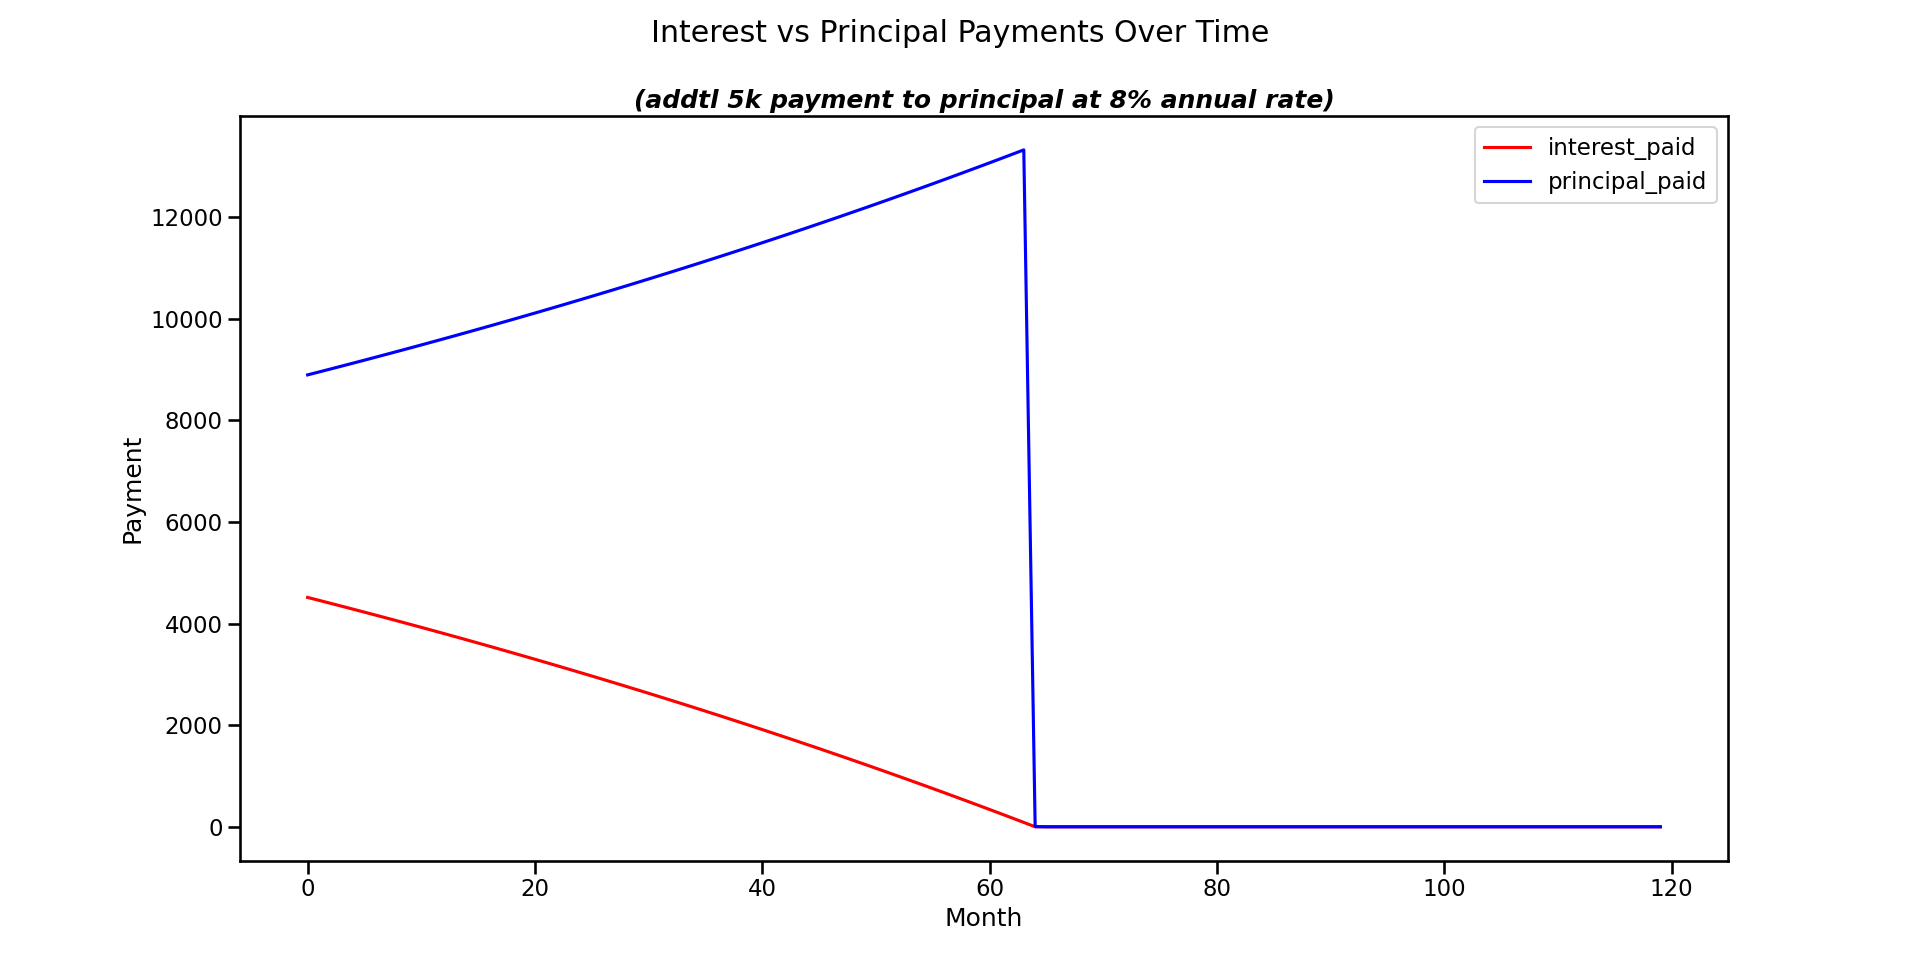 Interest vs Principal Payments Over Time
(addtl 5k payment to principal at 8% annual rate)
interest_paid
principal_paid
12000
10000
8000
6000
4000
2000
0
Payment
0 20 40 60 80 100 120
Month